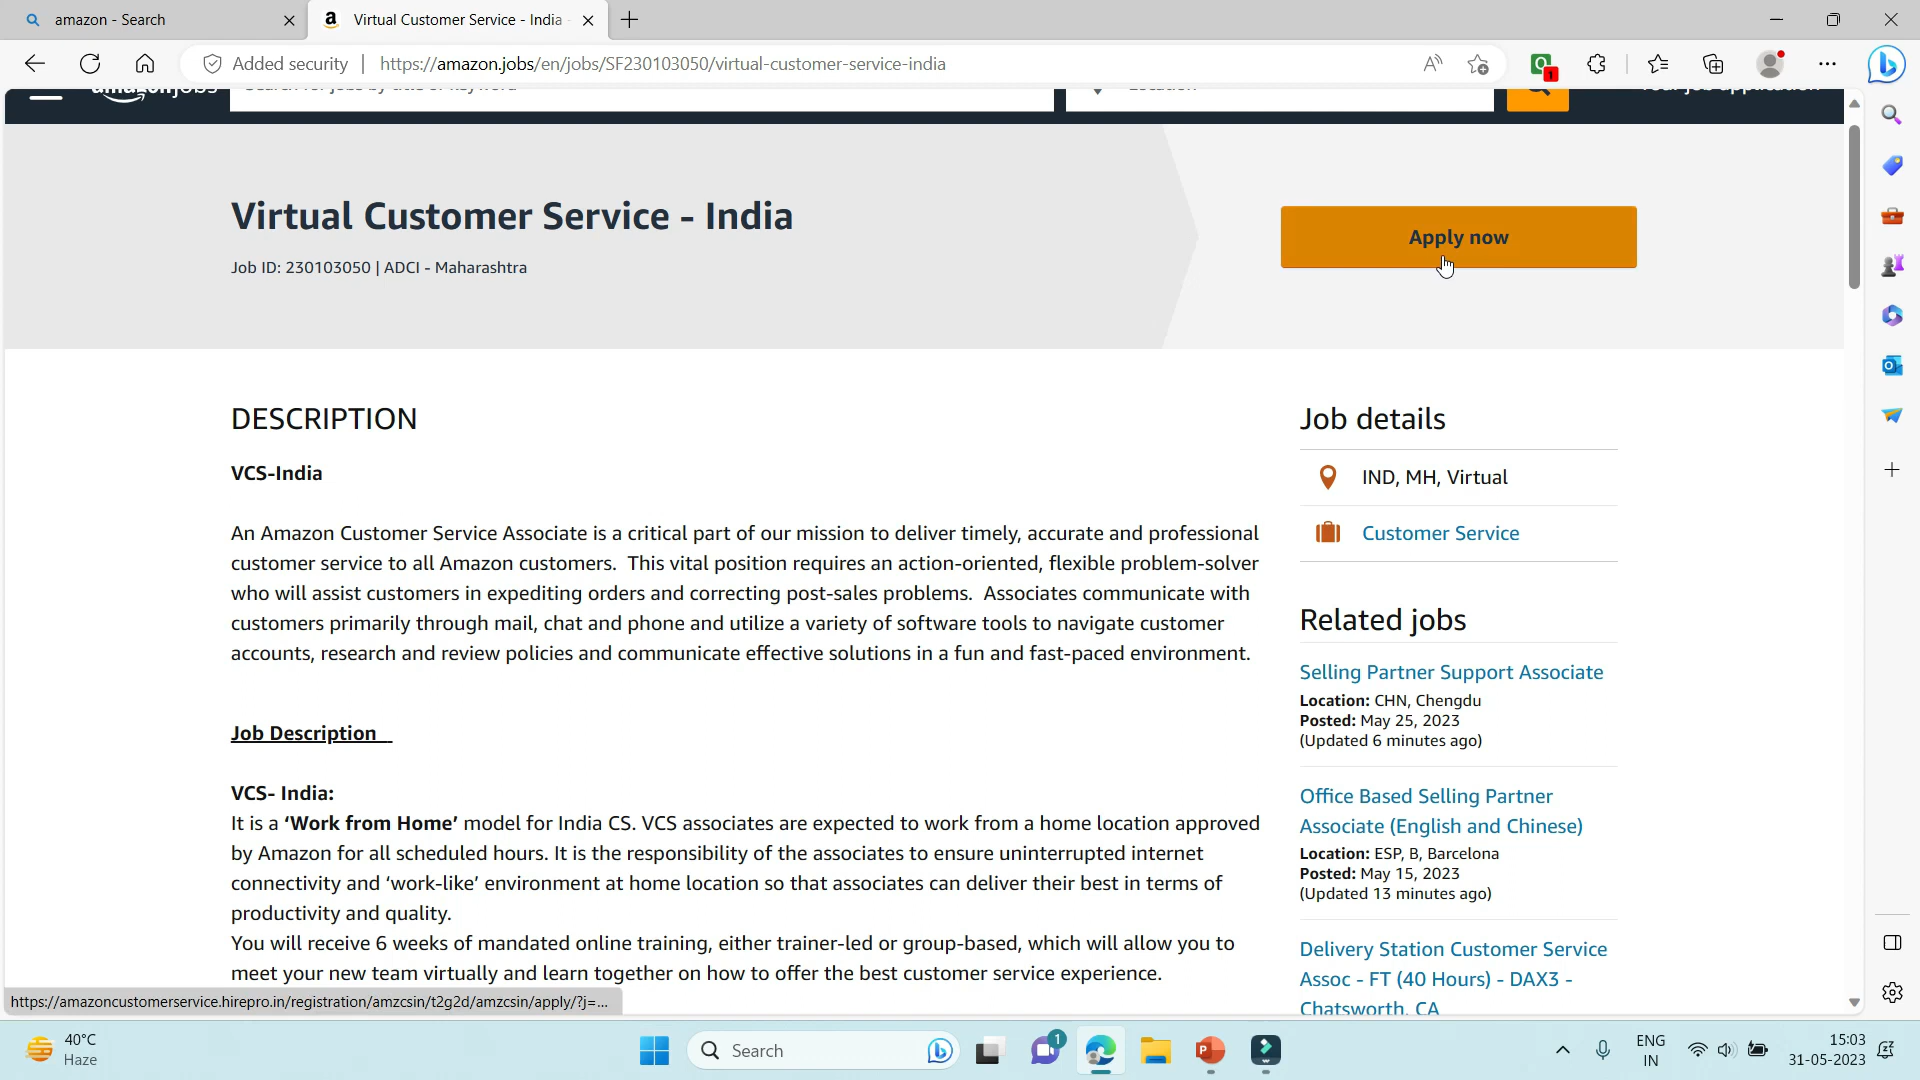 amazon - Search
Virtual Customer Service - India
Added security
https://amazon.jobs/en/jobs/SF230103050/virtual-customer-service-india
Virtual Customer Service - India
Job ID: 230103050 | ADCI - Maharashtra
Apply now
DESCRIPTION
VCS-India
An Amazon Customer Service Associate is a critical part of our mission to deliver timely, accurate and professional
customer service to all Amazon customers.  This vital position requires an action-oriented, flexible problem-solver
who will assist customers in expediting orders and correcting post-sales problems.  Associates communicate with
customers primarily through mail, chat and phone and utilize a variety of software tools to navigate customer
accounts, research and review policies and communicate effective solutions in a fun and fast-paced environment.
Job Description
VCS- India:
It is a ‘Work from Home’ model for India CS. VCS associates are expected to work from a home location approved
by Amazon for all scheduled hours. It is the responsibility of the associates to ensure uninterrupted internet
connectivity and ‘work-like’ environment at home location so that associates can deliver their best in terms of
productivity and quality.
You will receive 6 weeks of mandated online training, either trainer-led or group-based, which will allow you to
meet your new team virtually and learn together on how to offer the best customer service experience.
Job details
IND, MH, Virtual
Customer Service
Related jobs
Selling Partner Support Associate
Location: CHN, Chengdu
Posted: May 25, 2023
(Updated 6 minutes ago)
Office Based Selling Partner
Associate (English and Chinese)
Location: ESP, B, Barcelona
Posted: May 15, 2023
(Updated 13 minutes ago)
Delivery Station Customer Service
Assoc - FT (40 Hours) - DAX3 -
Chatsworth, CA
https://amazoncustomerservice.hirepro.in/registration/amzcsin/t2g2d/amzcsin/apply/?j=...
40°C
Haze
Search
1
ENG
IN
15:03
31-05-2023